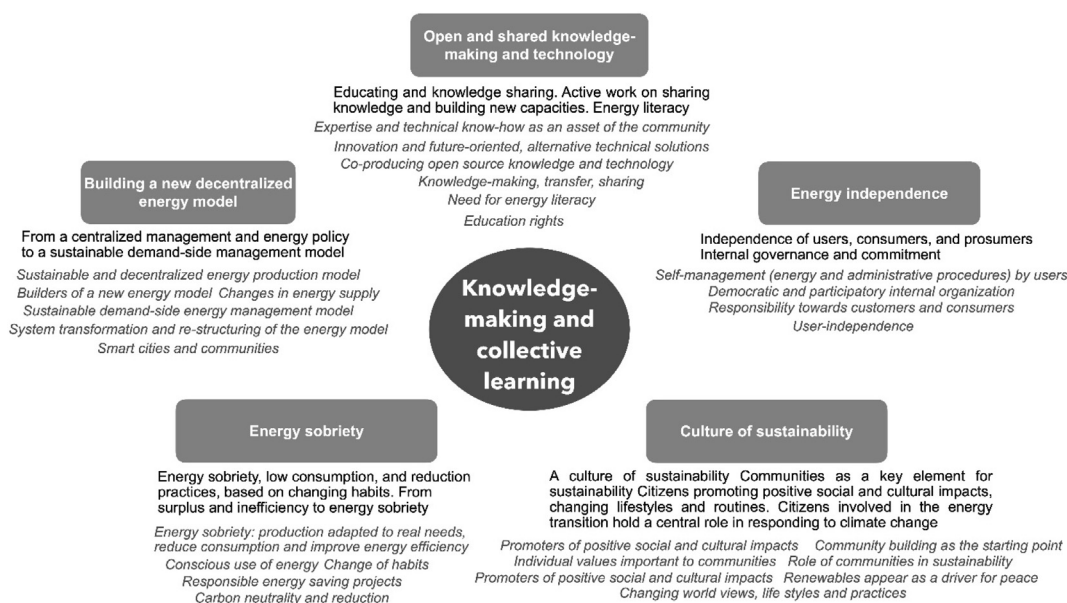 Open and shared knowledge-
making and technology
Educating and knowledge sharing. Active work on sharing
knowledge and building new capacities. Energy literacy
Expertise and technical know-how as an asset of the community
Innovation and future-oriented, alternative technical solutions
Co-producing open source knowledge and technology
Knowledge-making, transfer, sharing
Need for energy literacy
Education rights
Building a new decentralized
energy model
From a centralized management and energy policy
to a sustainable demand-side management model
Sustainable and decentralized energy production model
Builders of a new energy model Changes in energy supply
Sustainable demand-side energy management model
System transformation and re-structuring of the energy model
Smart cities and communities
Energy independence
Independence of users, consumers, and prosumers
Internal governance and commitment
Self-management (energy and administrative procedures) by users
Democratic and participatory internal organization
Responsibility towards customers and consumers
User-independence
Knowledge-
making and
collective
learning
Energy sobriety
Energy sobriety, low consumption, and reduction
practices, based on changing habits. From
surplus and inefficiency to energy sobriety
Energy sobriety: production adapted to real needs,
reduce consumption and improve energy efficiency
Conscious use of energy Change of habits
Responsible energy saving projects
Carbon neutrality and reduction
Culture of sustainability
A culture of sustainability Communities as a key element for
sustainability Citizens promoting positive social and cultural impacts,
changing lifestyles and routines. Citizens involved in the energy
transition hold a central role in responding to climate change
Promoters of positive social and cultural impacts Community building as the starting point
Individual values important to communities Role of communities in sustainability
Promoters of positive social and cultural impacts Renewables appear as a driver for peace
Changing world views, life styles and practices